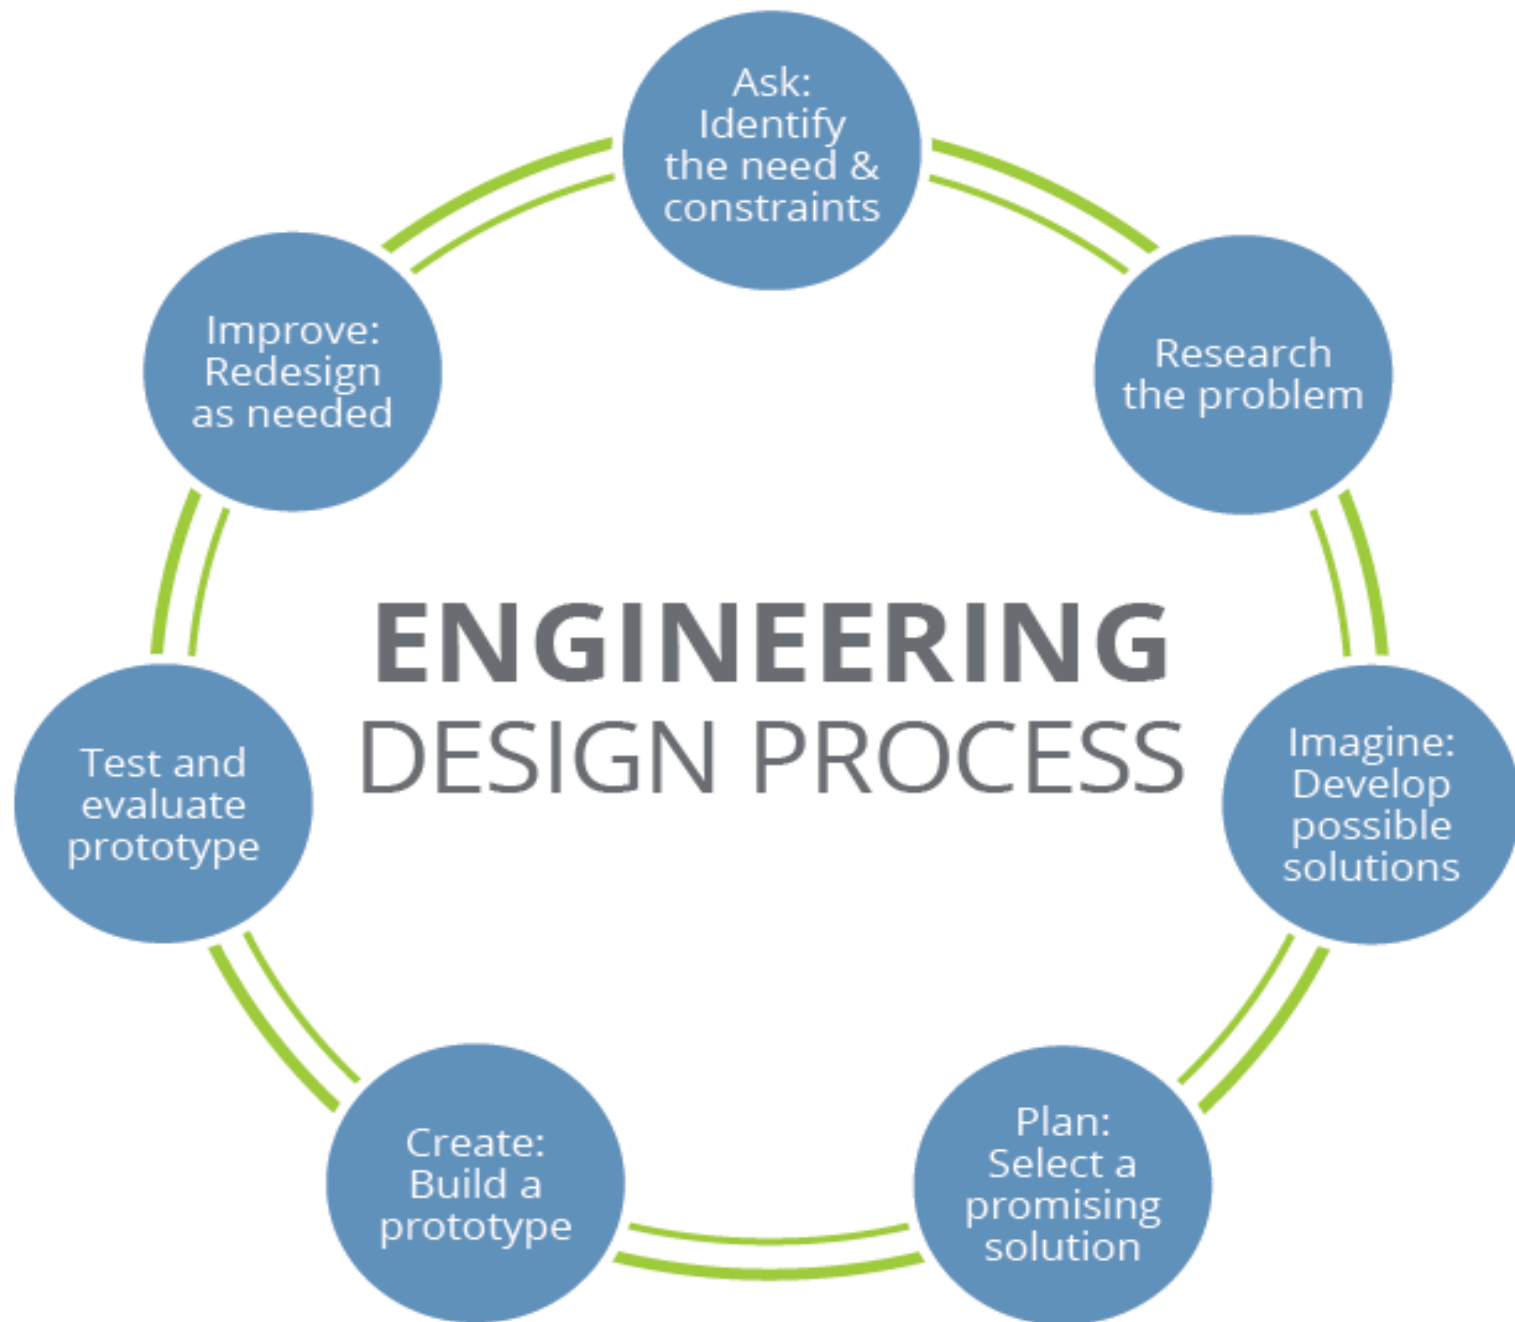 Ask:
Identify
the need &
constraints
Research
the problem
Imagine:
Develop
possible
solutions
Plan:
Select a
promising
solution
Create:
Build a
prototype
Test and
evaluate
prototype
Improve:
Redesign
as needed
ENGINEERING
DESIGN PROCESS